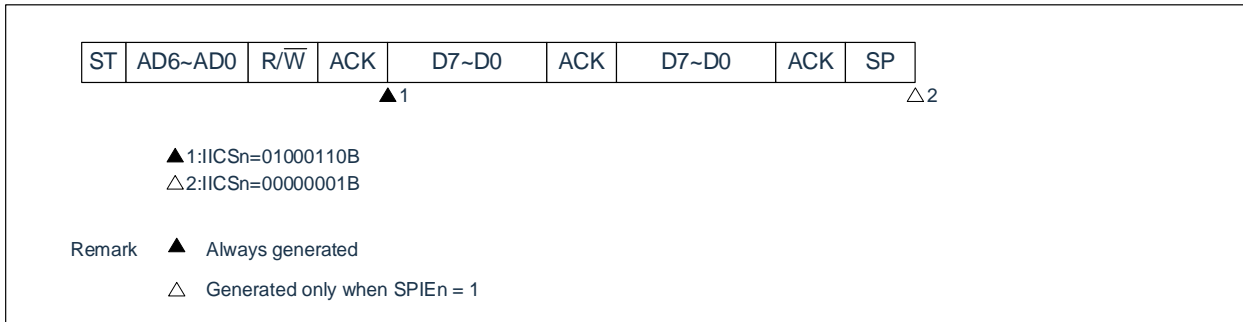 ST AD6~AD0 R/W̅ ACK D7~D0 ACK D7~D0 ACK SP
▲1 △2
▲1:IICSn=01000110B
△2:IICSn=00000001B
Remark ▲ Always generated
△ Generated only when SPIEn = 1